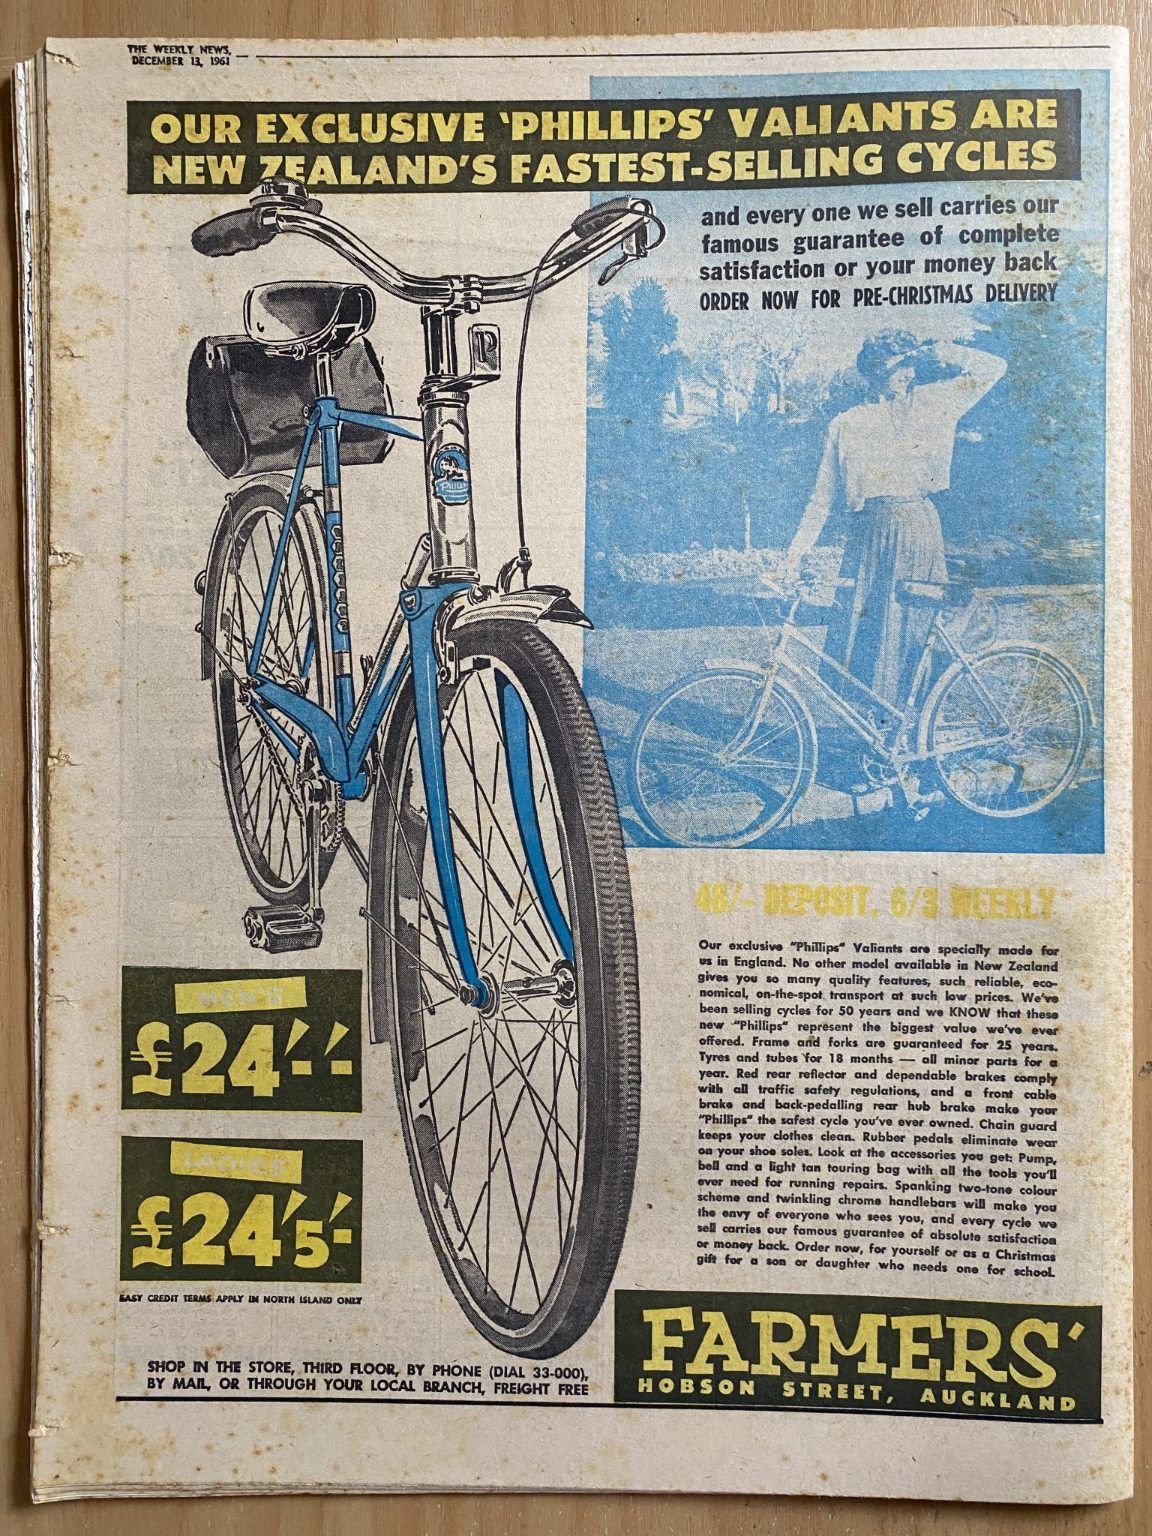 THE WEEKLY NEWS,
DECEMBER 13, 1961
OUR EXCLUSIVE 'PHILLIPS' VALIANTS ARE
NEW ZEALAND'S FASTEST-SELLING CYCLES
and every one we sell carries our
famous guarantee of complete
satisfaction or your money back
ORDER NOW FOR PRE-CHRISTMAS DELIVERY
P
48/- DEPOSIT, 6/3 WEEKLY
Our exclusive "Phillips" Valiants are specially made for
us in England. No other model available in New Zealand
gives you so many quality features, such reliable, eco-
nomical, on-the-spot transport at such low prices. We've
been selling cycles for 50 years and we KNOW that these
new "Phillips" represent the biggest value we've ever
offered. Frame and forks are guaranteed for 25 years.
Tyres and tubes for 18 months — all minor parts for a
year. Red rear reflector and dependable brakes comply
with all traffic safety regulations, and a front cable
brake and back-pedalling rear hub brake make your
"Phillips" the safest cycle you've ever owned. Chain guard
keeps your clothes clean. Rubber pedals eliminate wear
on your shoe soles. Look at the accessories you get: Pump,
bell and a light tan touring bag with all the tools you'll
ever need for running repairs. Spanking two-tone colour
scheme and twinkling chrome handlebars will make you
the envy of everyone who sees you, and every cycle we
sell carries our famous guarantee of absolute satisfaction
or money back. Order now, for yourself or as a Christmas
gift for a son or daughter who needs one for school.
MEN'S
£24'-'-
LADIES'
£24'5'-
EASY CREDIT TERMS APPLY IN NORTH ISLAND ONLY
SHOP IN THE STORE, THIRD FLOOR, BY PHONE (DIAL 33-000),
BY MAIL, OR THROUGH YOUR LOCAL BRANCH, FREIGHT FREE
FARMERS'
HOBSON STREET, AUCKLAND